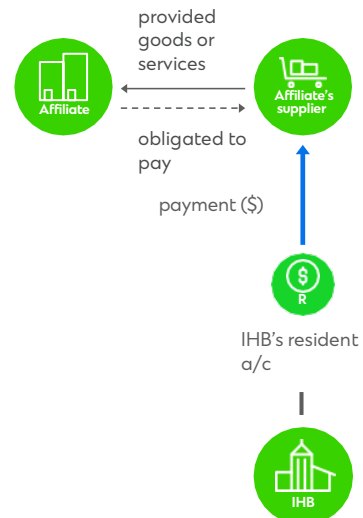 provided
goods or
services
Affiliate
Affiliate's
supplier
obligated to
pay
payment ($)
$
R
IHB's resident
a/c
IHB